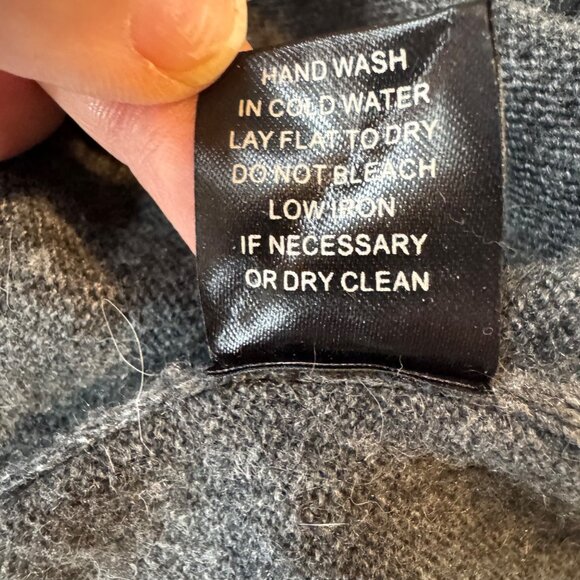 HAND WASH
IN COLD WATER
LAY FLAT TO DRY
DO NOT BLEACH
LOW IRON
IF NECESSARY
OR DRY CLEAN